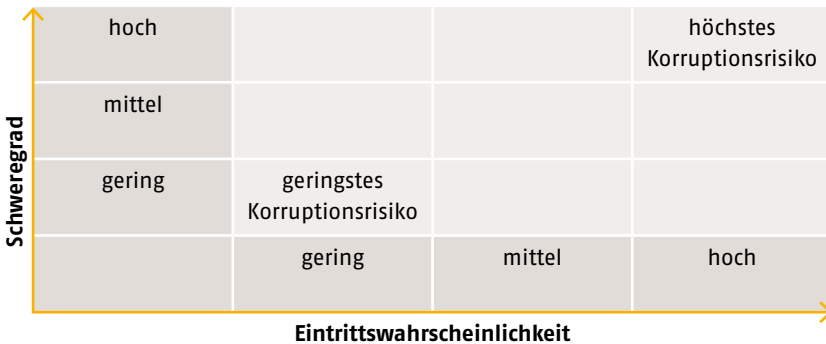 hoch
höchstes
Korruptionsrisiko
mittel
gering
geringstes
Korruptionsrisiko
gering
mittel
hoch
Schweregrad
Eintrittswahrscheinlichkeit